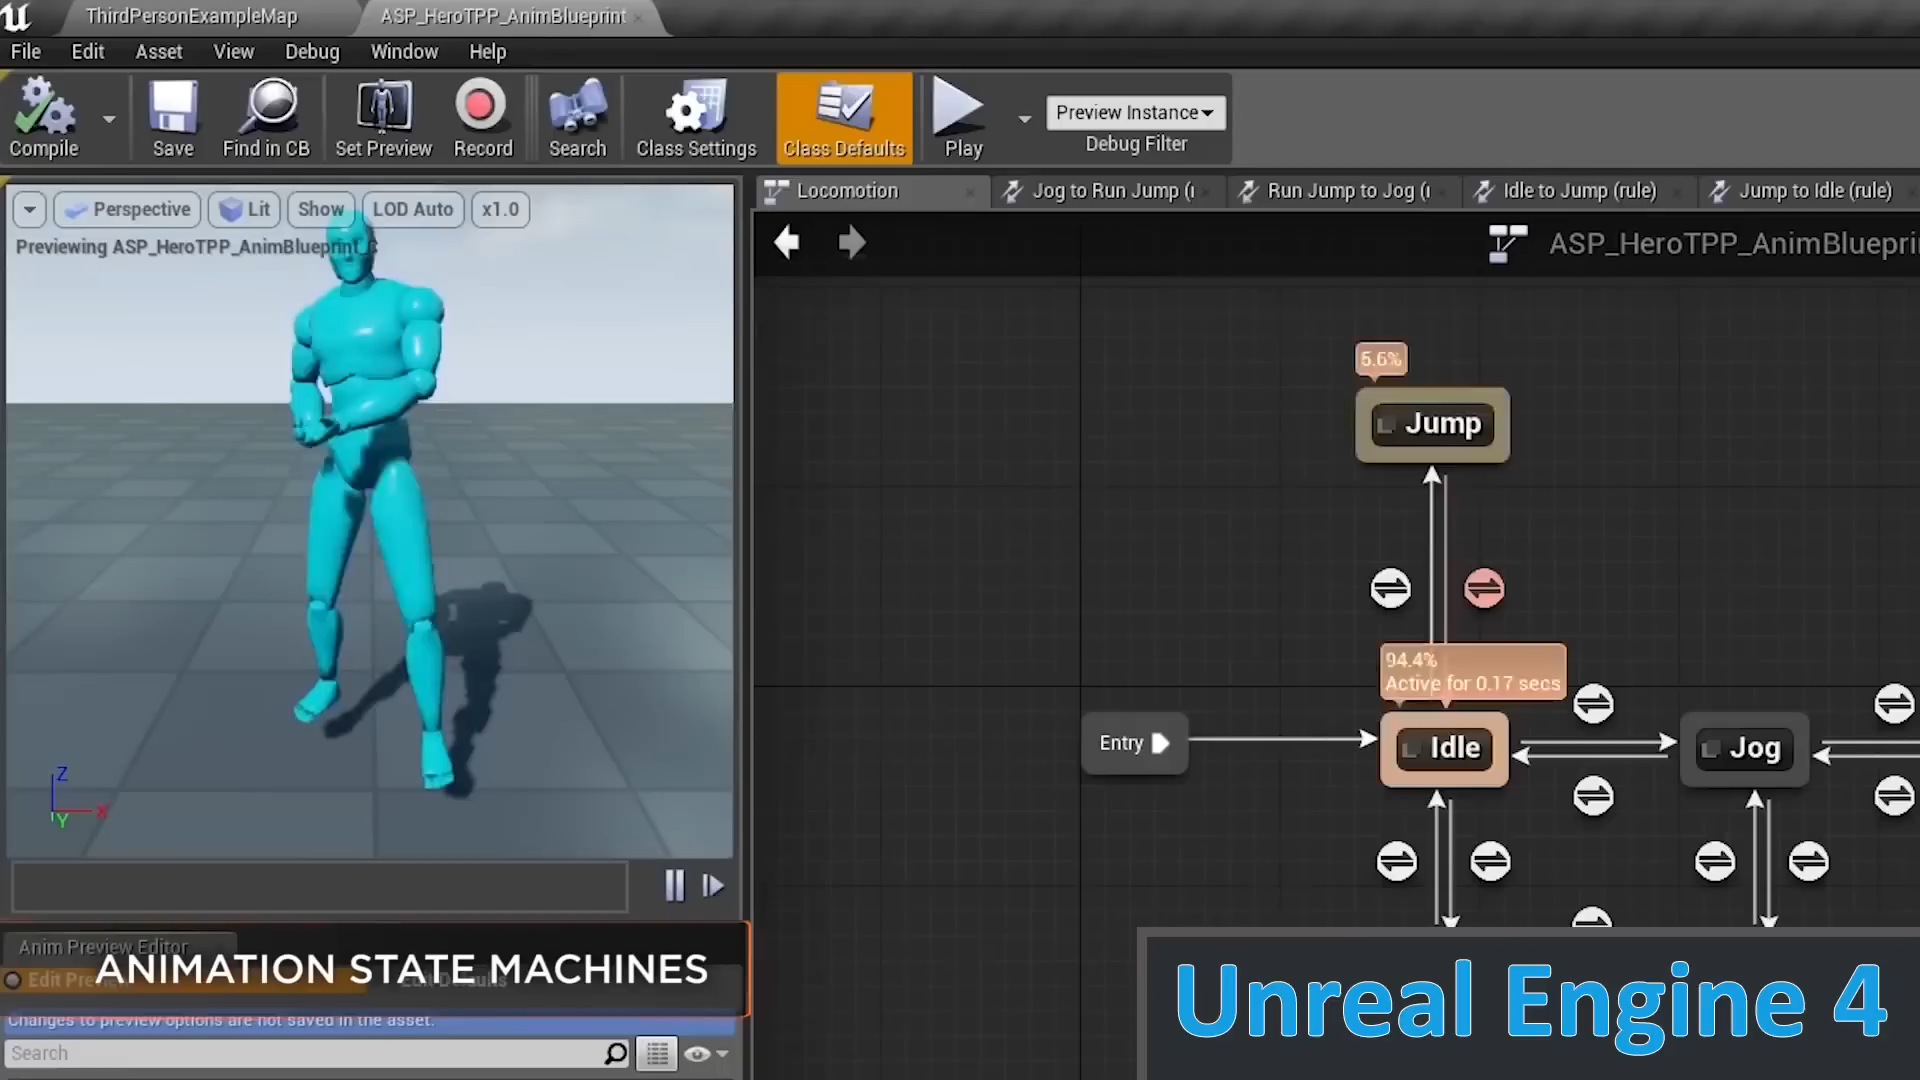 ThirdPersonExampleMap
ASP_HeroTPP_AnimBlueprint
File Edit Asset View Debug Window Help
Compile Save Find in CB Set Preview Record Search Class Settings Class Defaults Play
Preview Instance
Debug Filter
Perspective Lit Show LOD Auto x1.0
Previewing ASP_HeroTPP_AnimBlueprint_C
Locomotion
Jog to Run Jump (r
Run Jump to Jog (r
Idle to Jump (rule)
Jump to Idle (rule)
ASP_HeroTPP_AnimBlueprin
5.6%
Jump
94.4%
Active for 0.17 secs
Entry
Idle
Jog
Z
X
Y
Anim Preview Editor
Edit Defaults
ANIMATION STATE MACHINES
Changes to preview options are not saved in the asset.
Search
Unreal Engine 4